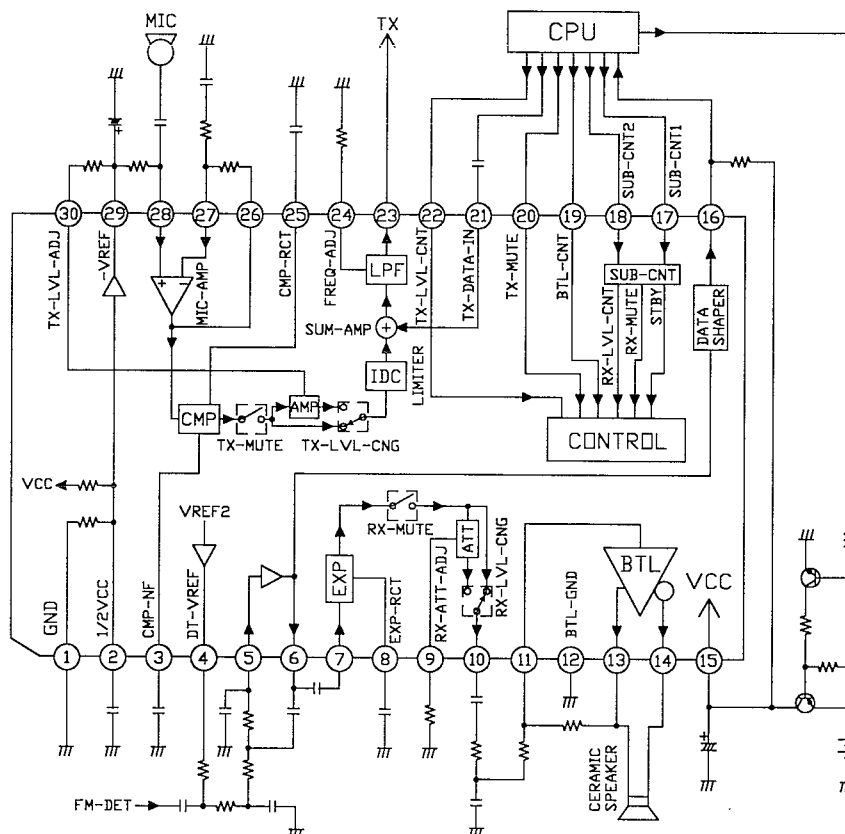 MIC
TX
CPU
SUB-CNT2
SUB-CNT1
30
29
28
27
26
25
24
23
22
21
20
19
18
17
16
TX-LVL-ADJ
-VREF
+
-
MIC-AMP
CMP-RCT
FREQ-ADJ
LPF
TX-LVL-CNT
TX-DATA-IN
TX-MUTE
BTL-CNT
SUB-CNT
RX-LVL-CNT
RX-MUTE
STBY
DATA
SHAPER
SUM-AMP
+
LIMITER
IDC
CMP
AMP
TX-MUTE
TX-LVL-CNG
CONTROL
VCC
VREF2
RX-MUTE
EXP
ATT
RX-LVL-CNG
BTL
VCC
GND
1/2VCC
CMP-NF
DT-VREF
EXP-RCT
RX-ATT-ADJ
BTL-GND
1
2
3
4
5
6
7
8
9
10
11
12
13
14
15
+
+
FM-DET
CERAMIC
SPEAKER